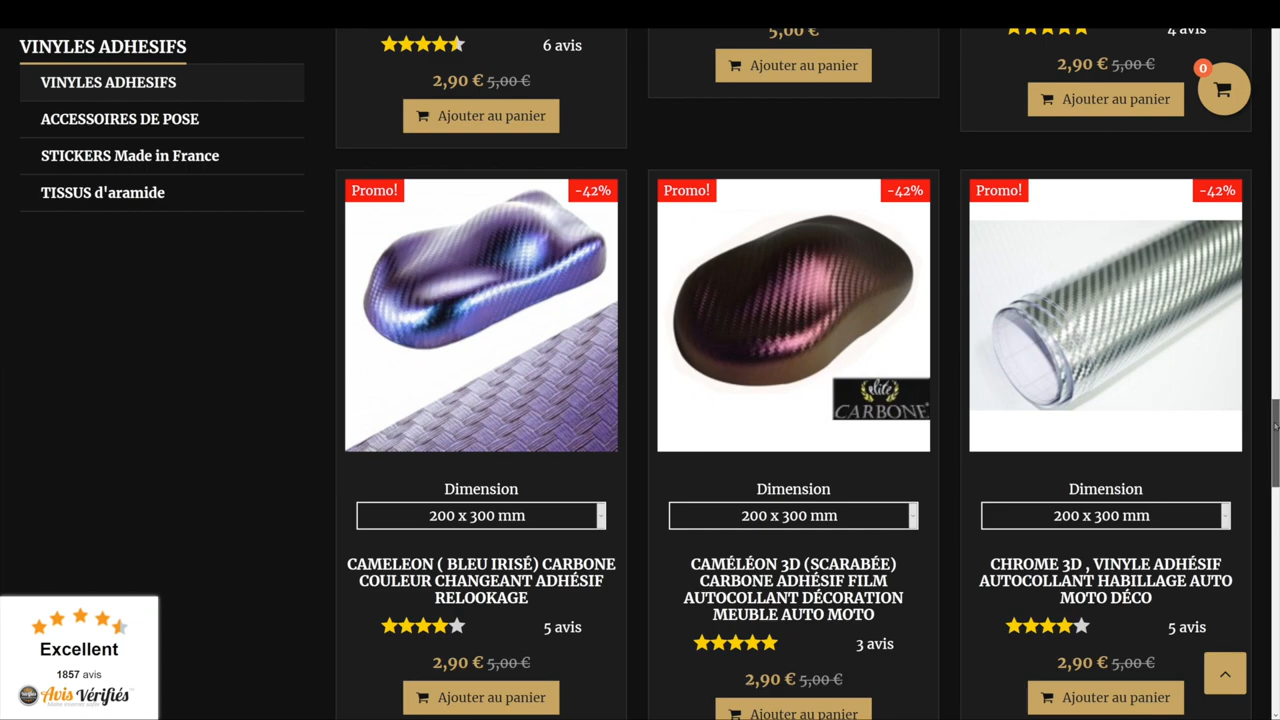 VINYLES ADHESIFS
VINYLES ADHESIFS
ACCESSOIRES DE POSE
STICKERS Made in France
TISSUS d'aramide
6 avis
2,90 € 5,00 €
Ajouter au panier
5,00 €
Ajouter au panier
4 avis
2,90 € 5,00 €
Ajouter au panier
0
Promo!
-42%
Dimension
200 x 300 mm
CAMELEON ( BLEU IRISÉ) CARBONE
COULEUR CHANGEANT ADHÉSIF
RELOOKAGE
5 avis
2,90 € 5,00 €
Ajouter au panier
Promo!
-42%
elite
CARBONE®
Dimension
200 x 300 mm
CAMÉLÉON 3D (SCARABÉE)
CARBONE ADHÉSIF FILM
AUTOCOLLANT DÉCORATION
MEUBLE AUTO MOTO
3 avis
2,90 € 5,00 €
Ajouter au panier
Promo!
-42%
Dimension
200 x 300 mm
CHROME 3D , VINYLE ADHÉSIF
AUTOCOLLANT HABILLAGE AUTO
MOTO DÉCO
5 avis
2,90 € 5,00 €
Ajouter au panier
Excellent
1857 avis
Avis Vérifiés